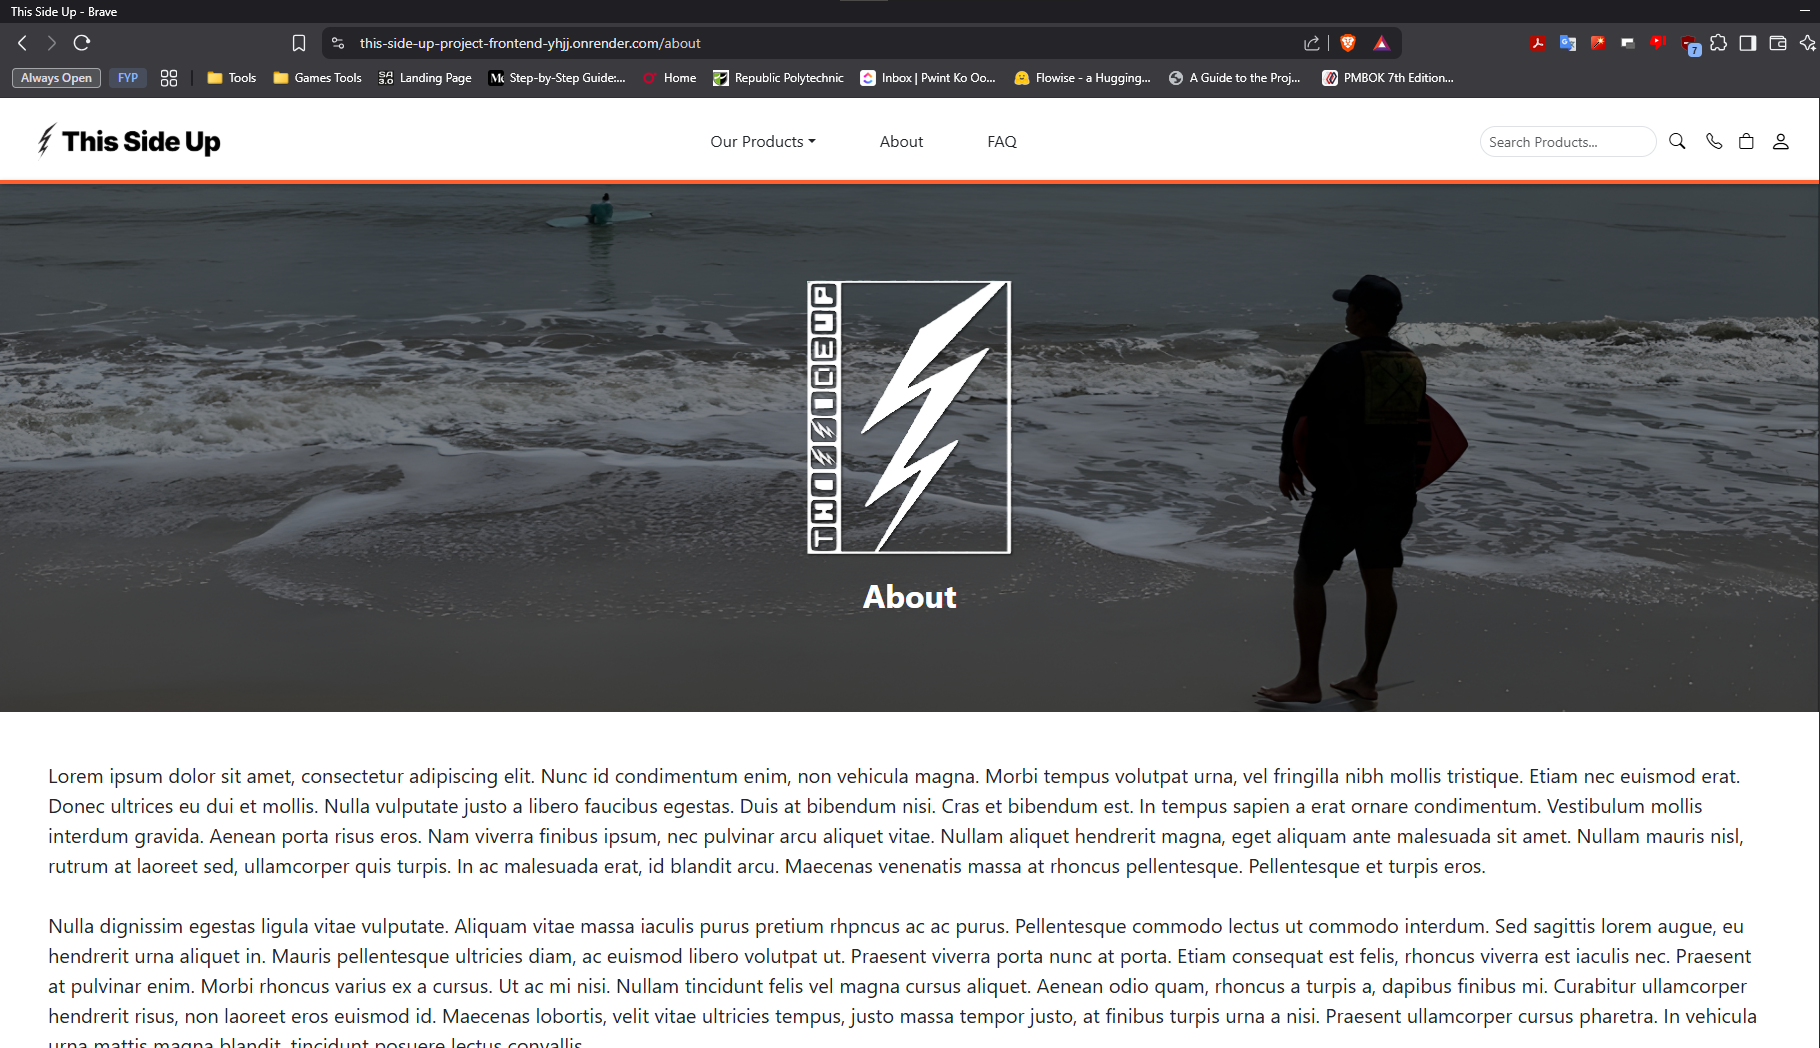 This Side Up - Brave
this-side-up-project-frontend-yhjj.onrender.com/about
7
Always Open
FYP
Tools
Games Tools
SA 3.0 Landing Page
Step-by-Step Guide:...
Home
Republic Polytechnic
Inbox | Pwint Ko Oo...
Flowise - a Hugging...
A Guide to the Proj...
PMBOK 7th Edition...
This Side Up
Our Products
About
FAQ
Search Products...
THIS SIDE UP
About
Lorem ipsum dolor sit amet, consectetur adipiscing elit. Nunc id condimentum enim, non vehicula magna. Morbi tempus volutpat urna, vel fringilla nibh mollis tristique. Etiam nec euismod erat.
Donec ultrices eu dui et mollis. Nulla vulputate justo a libero faucibus egestas. Duis at bibendum nisi. Cras et bibendum est. In tempus sapien a erat ornare condimentum. Vestibulum mollis
interdum gravida. Aenean porta risus eros. Nam viverra finibus ipsum, nec pulvinar arcu aliquet vitae. Nullam aliquet hendrerit magna, eget aliquam ante malesuada sit amet. Nullam mauris nisl,
rutrum at laoreet sed, ullamcorper quis turpis. In ac malesuada erat, id blandit arcu. Maecenas venenatis massa at rhoncus pellentesque. Pellentesque et turpis eros.
Nulla dignissim egestas ligula vitae vulputate. Aliquam vitae massa iaculis purus pretium rhpncus ac ac purus. Pellentesque commodo lectus ut commodo interdum. Sed sagittis lorem augue, eu
hendrerit urna aliquet in. Mauris pellentesque ultricies diam, ac euismod libero volutpat ut. Praesent viverra porta nunc at porta. Etiam consequat est felis, rhoncus viverra est iaculis nec. Praesent
at pulvinar enim. Morbi rhoncus varius ex a cursus. Ut ac mi nisi. Nullam tincidunt felis vel magna cursus aliquet. Aenean odio quam, rhoncus a turpis a, dapibus finibus mi. Curabitur ullamcorper
hendrerit risus, non laoreet eros euismod id. Maecenas lobortis, velit vitae ultricies tempus, justo massa tempor justo, at finibus turpis urna a nisi. Praesent ullamcorper cursus pharetra. In vehicula
urna mattis magna blandit, tincidunt posuere lectus convallis.